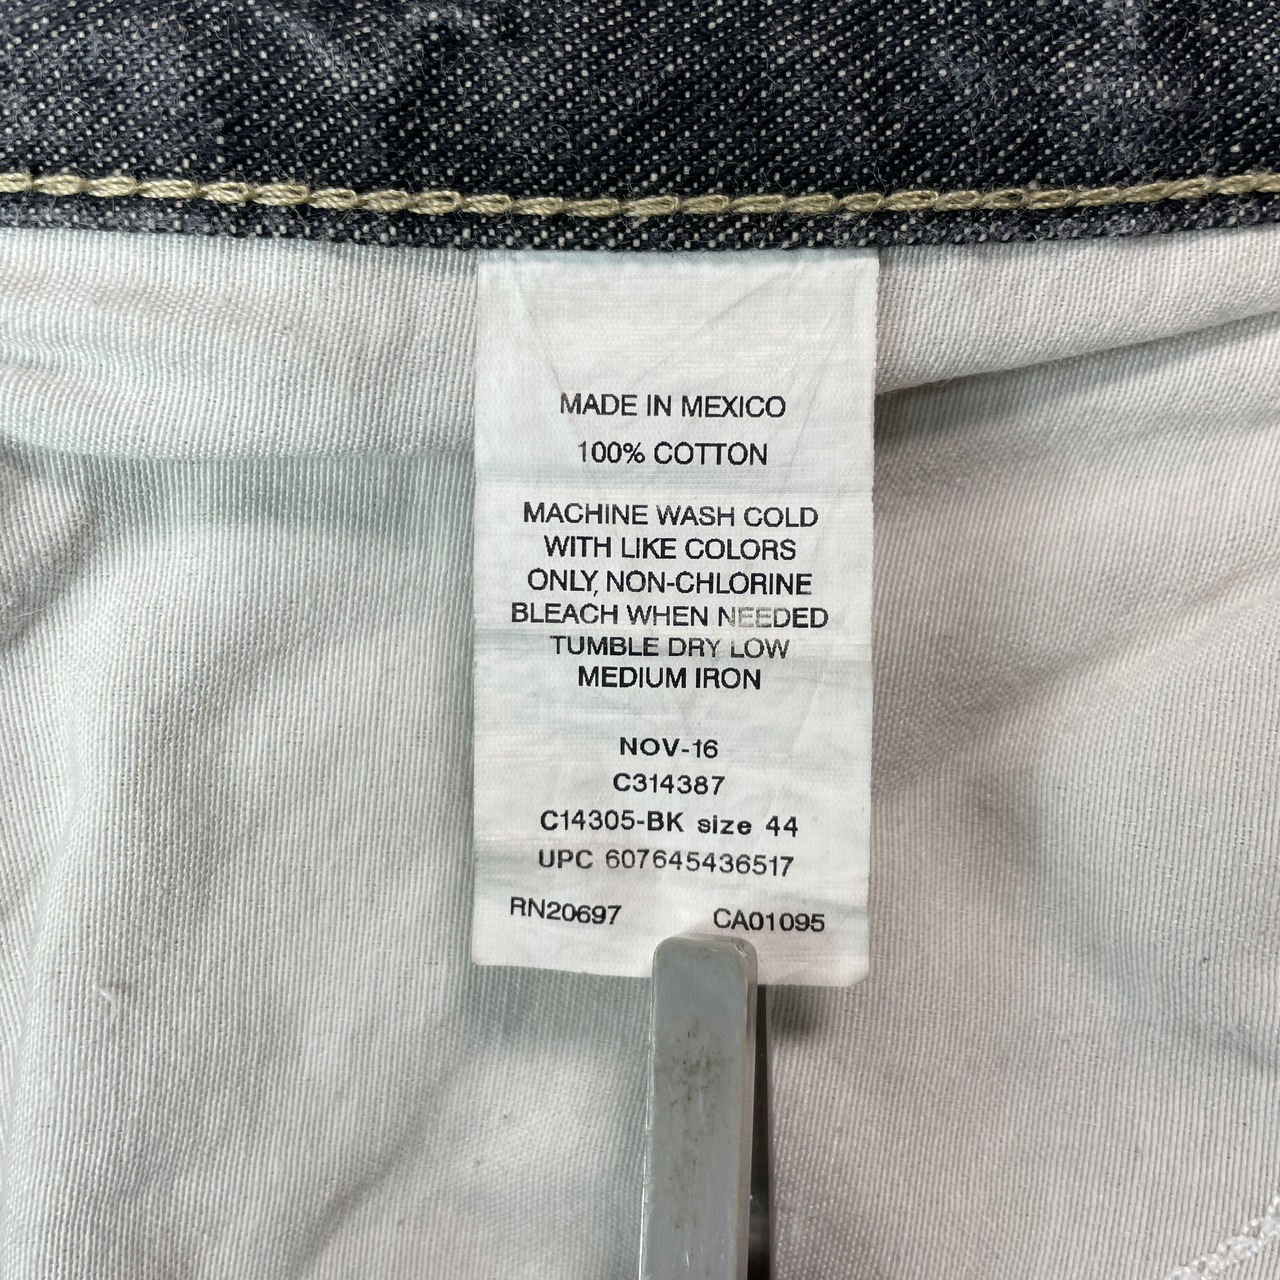 MADE IN MEXICO
100% COTTON
MACHINE WASH COLD
WITH LIKE COLORS
ONLY, NON-CHLORINE
BLEACH WHEN NEEDED
TUMBLE DRY LOW
MEDIUM IRON
NOV-16
C314387
C14305-BK size 44
UPC 607645436517
RN20697 CA01095